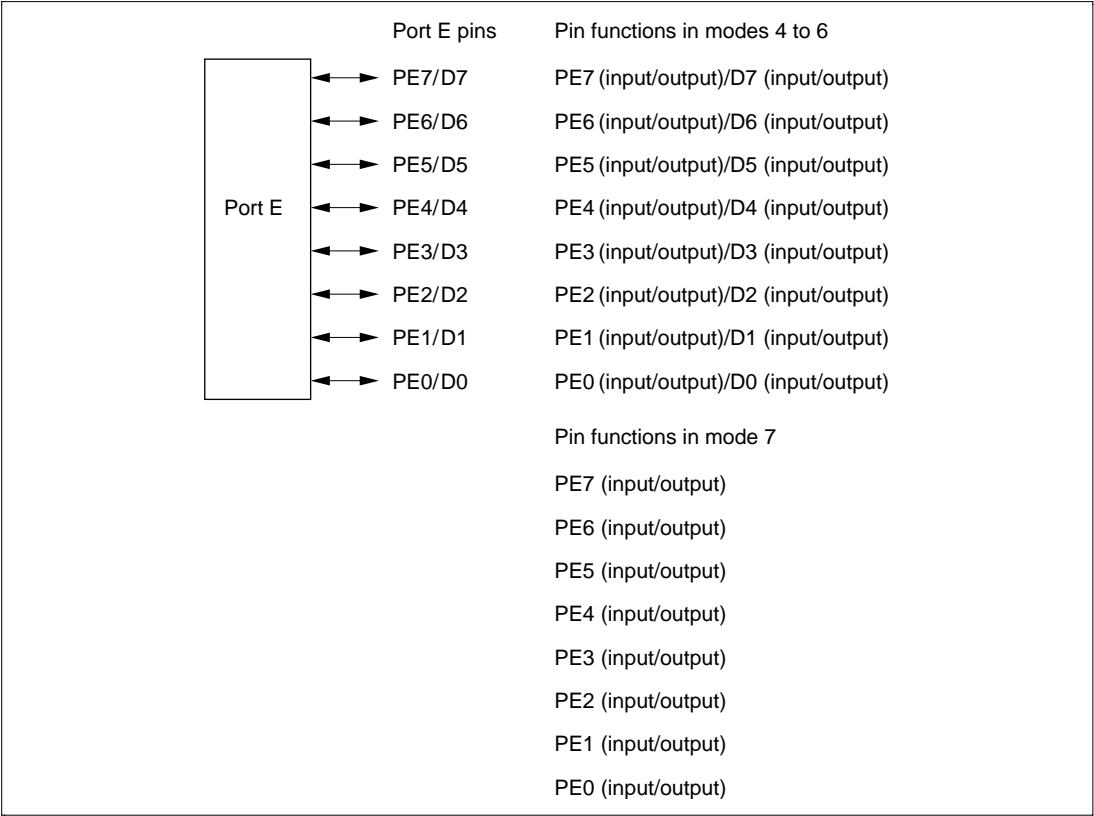 Port E pins Pin functions in modes 4 to 6
PE7/D7 PE7 (input/output)/D7 (input/output)
PE6/D6 PE6 (input/output)/D6 (input/output)
PE5/D5 PE5 (input/output)/D5 (input/output)
Port E PE4/D4 PE4 (input/output)/D4 (input/output)
PE3/D3 PE3 (input/output)/D3 (input/output)
PE2/D2 PE2 (input/output)/D2 (input/output)
PE1/D1 PE1 (input/output)/D1 (input/output)
PE0/D0 PE0 (input/output)/D0 (input/output)
Pin functions in mode 7
PE7 (input/output)
PE6 (input/output)
PE5 (input/output)
PE4 (input/output)
PE3 (input/output)
PE2 (input/output)
PE1 (input/output)
PE0 (input/output)